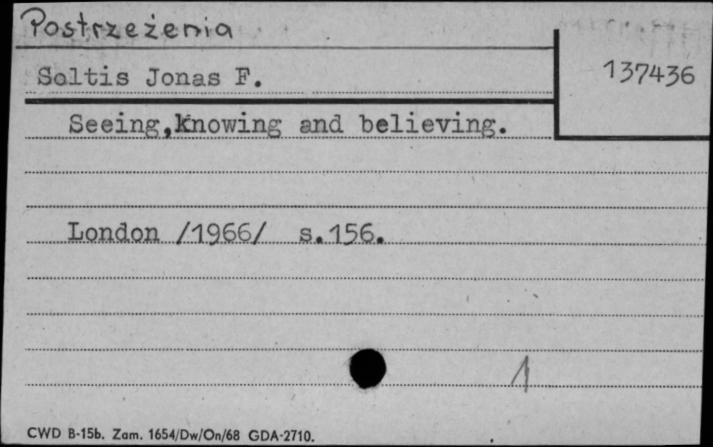 Postrzeżenia
Soltis Jonas F.
137436
Seeing,knowing and believing.
London /1966/ s.156.
1
CWD B-15b. Zam. 1654/Dw/On/68 GDA-2710.